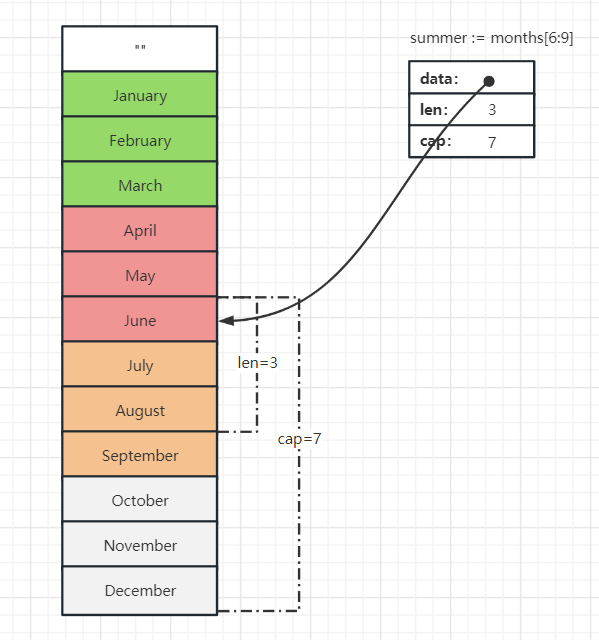 summer := months[6:9]
""
data:
January
len: 3
February
cap: 7
March
April
May
June
July
len=3
August
cap=7
September
October
November
December